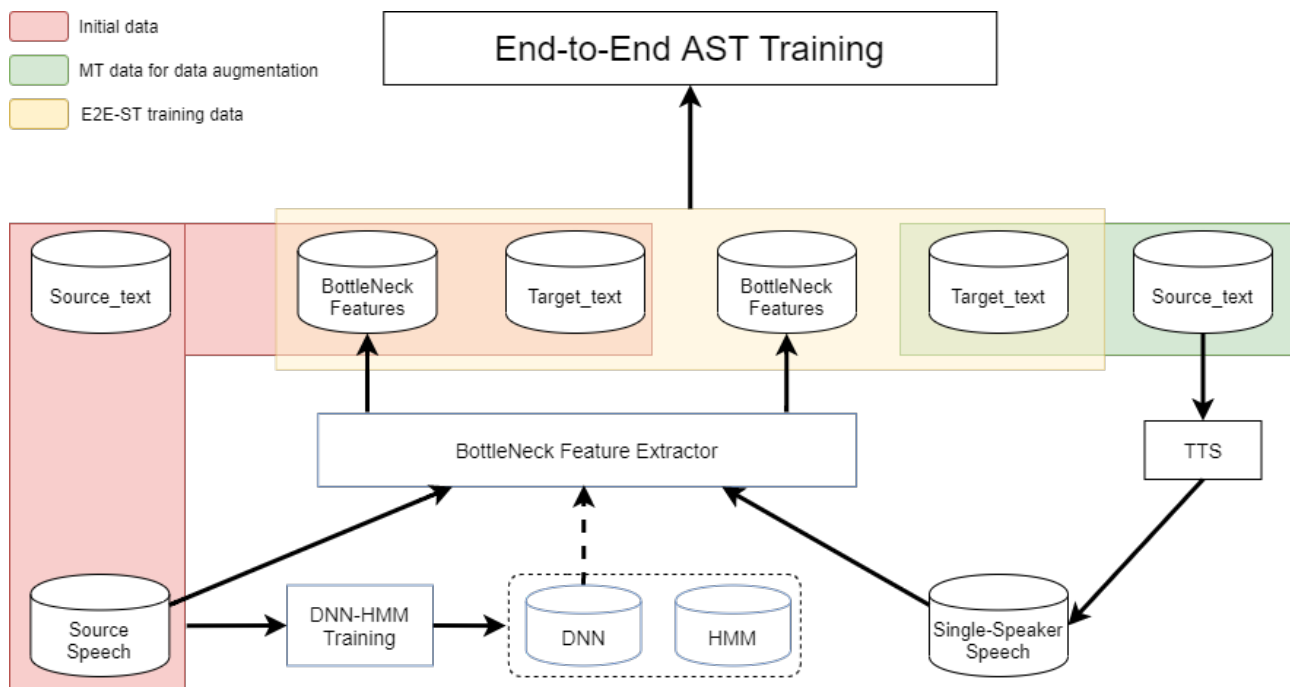 Initial data
MT data for data augmentation
E2E-ST training data
End-to-End AST Training
Source_text
BottleNeck
Features
Target_text
BottleNeck
Features
Target_text
Source_text
BottleNeck Feature Extractor
TTS
Source
Speech
DNN-HMM
Training
DNN
HMM
Single-Speaker
Speech